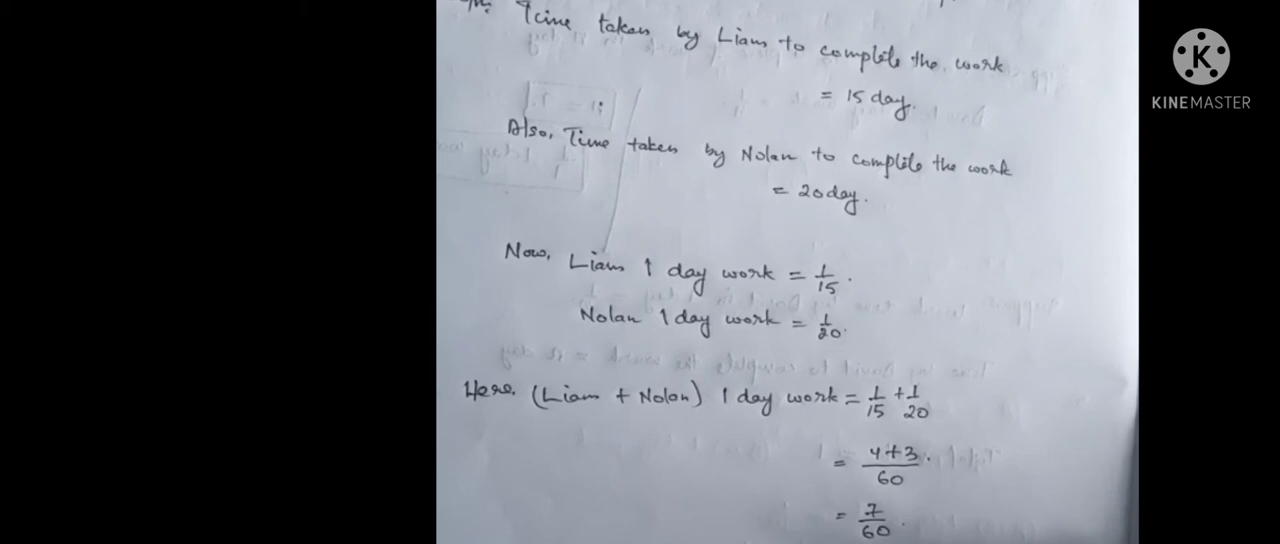 Time taken by Liam to complete the work
= 15 day.
Also, Time taken by Nolan to complete the work
= 20 day.
Now, Liam 1 day work = 1/15.
Nolan 1 day work = 1/20.
Here, (Liam + Nolan) 1 day work = 1/15 + 1/20
= 4+3/60.
= 7/60.
K
KINEMASTER